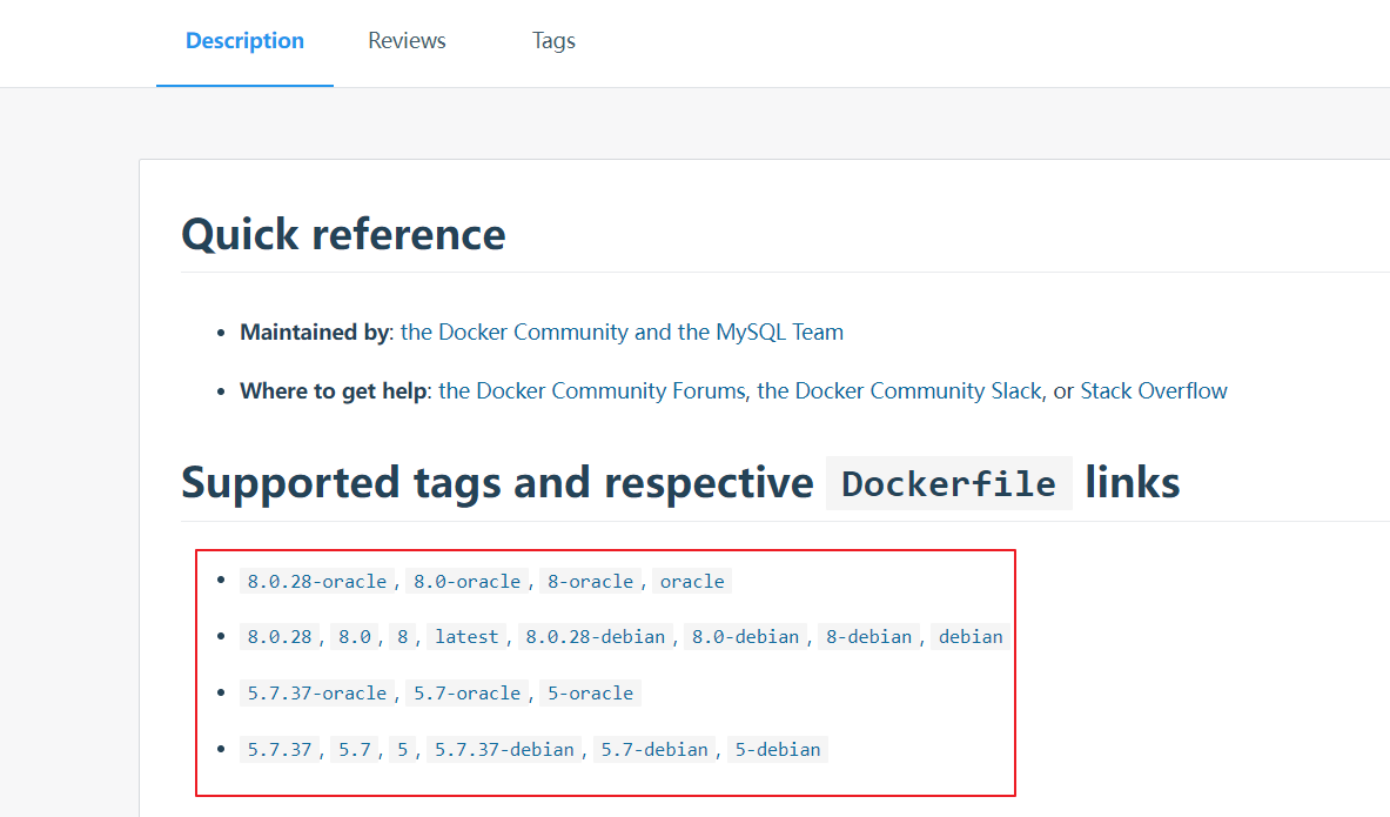 Description Reviews Tags
Quick reference
• Maintained by: the Docker Community and the MySQL Team
• Where to get help: the Docker Community Forums, the Docker Community Slack, or Stack Overflow
Supported tags and respective Dockerfile links
• 8.0.28-oracle, 8.0-oracle, 8-oracle, oracle
• 8.0.28, 8.0, 8, latest, 8.0.28-debian, 8.0-debian, 8-debian, debian
• 5.7.37-oracle, 5.7-oracle, 5-oracle
• 5.7.37, 5.7, 5, 5.7.37-debian, 5.7-debian, 5-debian